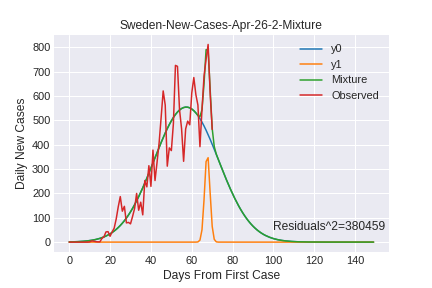 Sweden-New-Cases-Apr-26-2-Mixture
800
700
600
500
400
300
200
100
0
Daily New Cases
y0
y1
Mixture
Observed
Residuals^2=380459
0 20 40 60 80 100 120 140
Days From First Case